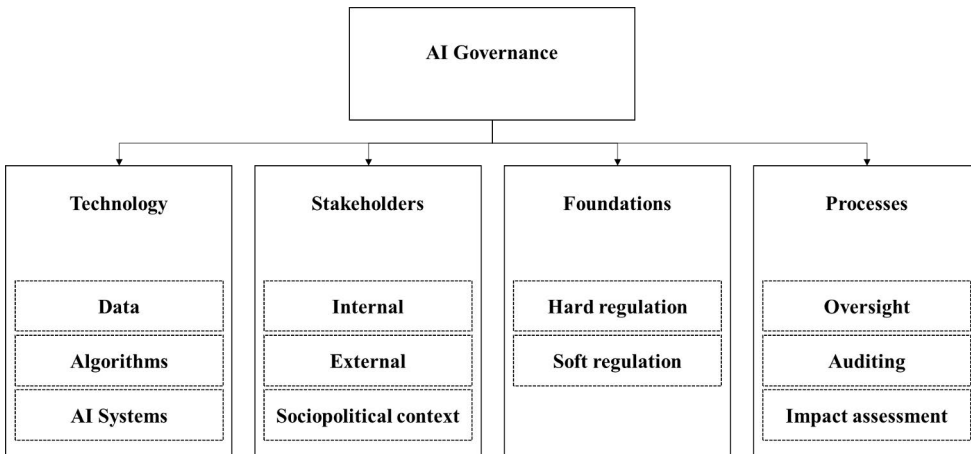 AI Governance
Technology
Data
Algorithms
AI Systems
Stakeholders
Internal
External
Sociopolitical context
Foundations
Hard regulation
Soft regulation
Processes
Oversight
Auditing
Impact assessment